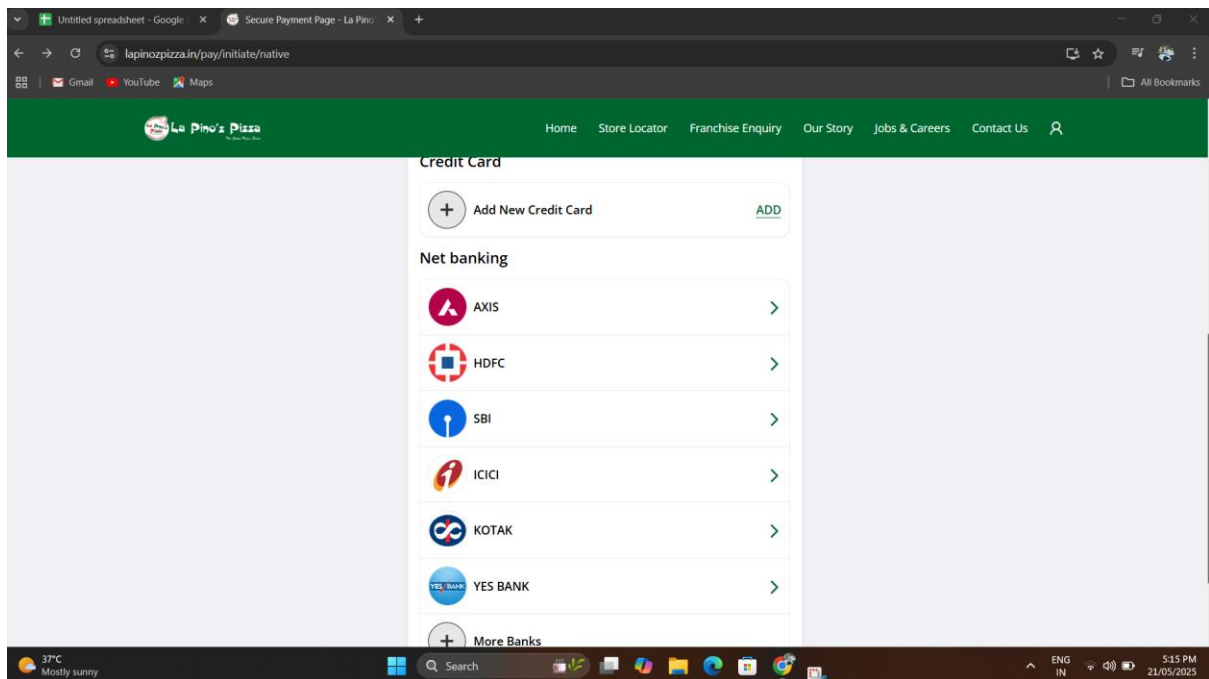 Untitled spreadsheet - Google :
Secure Payment Page - La Pino'
lapinozpizza.in/pay/initiate/native
Gmail YouTube Maps All Bookmarks
La Pino'z Pizza Home Store Locator Franchise Enquiry Our Story Jobs & Careers Contact Us
Credit Card
Add New Credit Card ADD
Net banking
AXIS
HDFC
SBI
ICICI
KOTAK
YES BANK YES BANK
More Banks
37°C
Mostly sunny
Search
ENG
IN
5:15 PM
21/05/2025